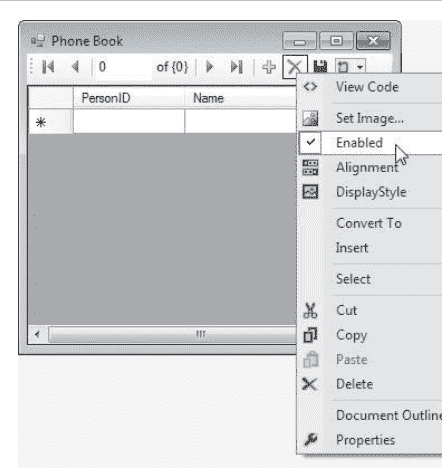 Phone Book
0 of {0}
PersonID Name
View Code
Set Image...
Enabled
Alignment
DisplayStyle
Convert To
Insert
Select
Cut
Copy
Paste
Delete
Document Outline
Properties